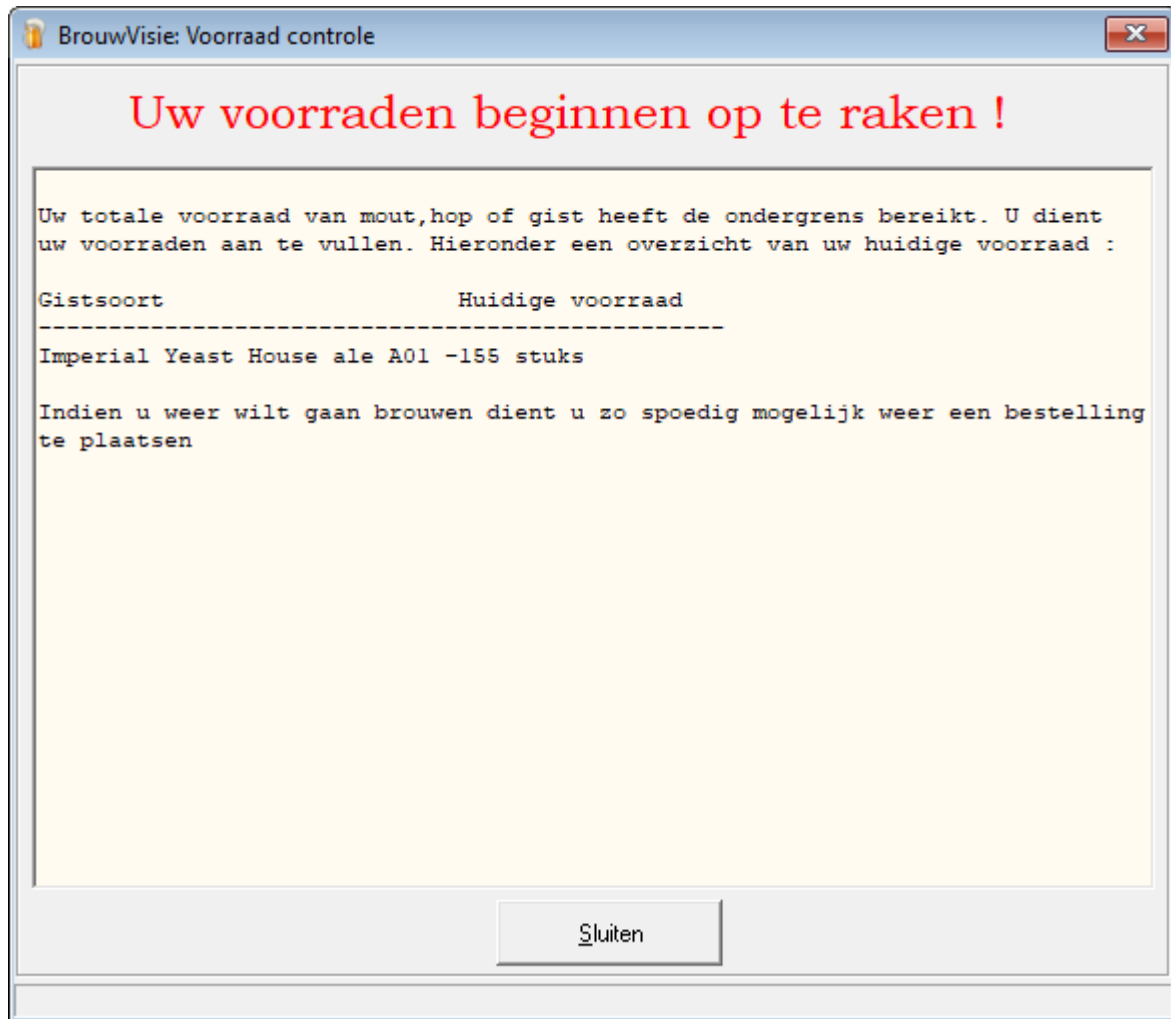 BrouwVisie: Voorraad controle
Uw voorraden beginnen op te raken !
Uw totale voorraad van mout,hop of gist heeft de ondergrens bereikt. U dient
uw voorraden aan te vullen. Hieronder een overzicht van uw huidige voorraad :
Gistsoort Huidige voorraad
-------------------------------------------------
Imperial Yeast House ale A01 -155 stuks
Indien u weer wilt gaan brouwen dient u zo spoedig mogelijk weer een bestelling
te plaatsen
Sluiten